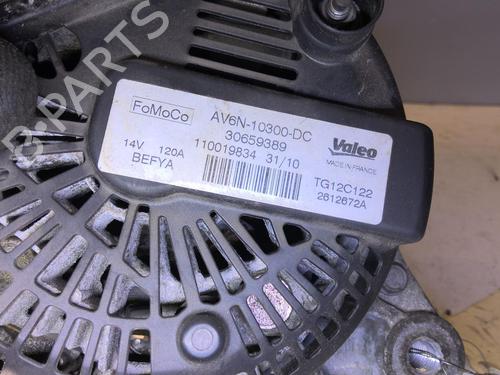 FoMoCo
AV6N-10300-DC
30659389
14V 120A 110019834 31/10
BEFYA
Valeo
MADE IN FRANCE
TG12C122
2612672A
B-PARTS